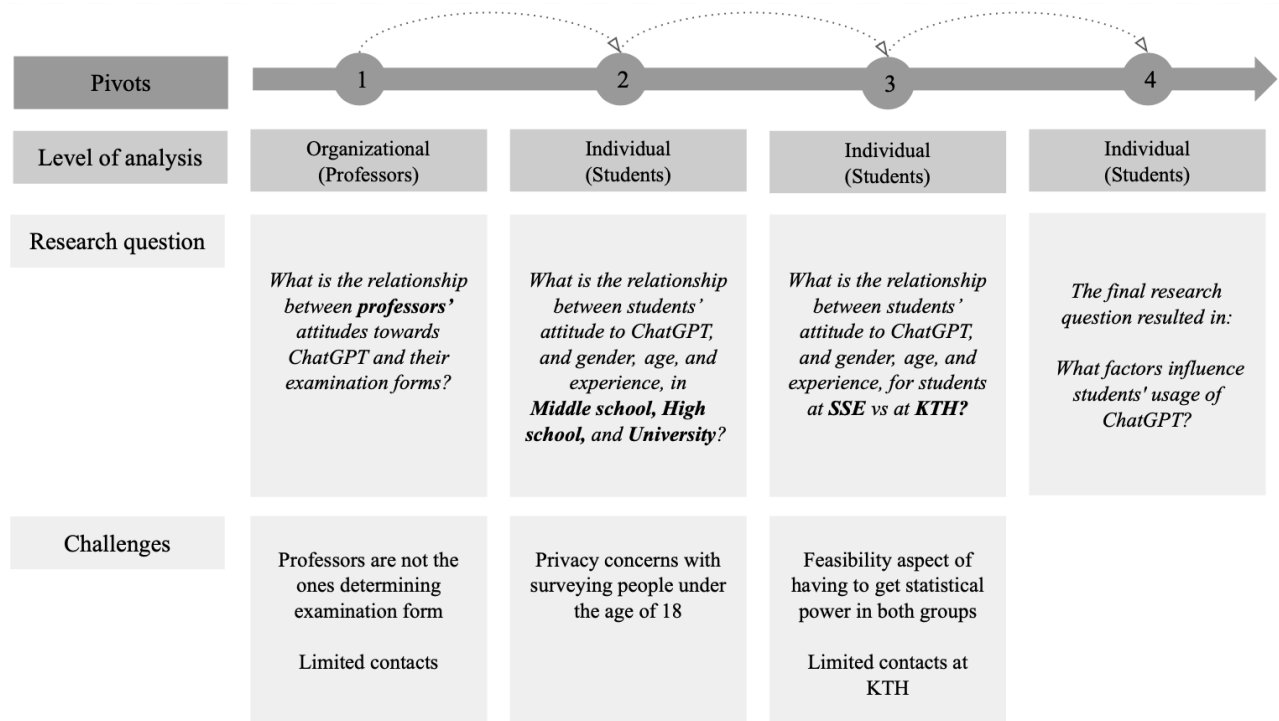 Pivots
1
2
3
4
Level of analysis
Organizational
(Professors)
Individual
(Students)
Individual
(Students)
Individual
(Students)
Research question
What is the relationship
between professors’
attitudes towards
ChatGPT and their
examination forms?
What is the relationship
between students’
attitude to ChatGPT,
and gender, age, and
experience, in
Middle school, High
school, and University?
What is the relationship
between students’
attitude to ChatGPT,
and gender, age, and
experience, for students
at SSE vs at KTH?
The final research
question resulted in:
What factors influence
students' usage of
ChatGPT?
Challenges
Professors are not the
ones determining
examination form
Limited contacts
Privacy concerns with
surveying people under
the age of 18
Feasibility aspect of
having to get statistical
power in both groups
Limited contacts at
KTH